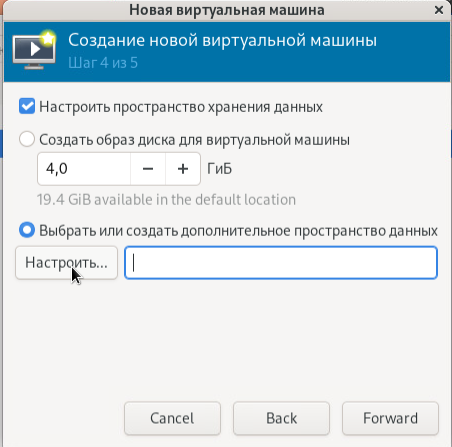 Новая виртуальная машина
Создание новой виртуальной машины
Шаг 4 из 5
Настроить пространство хранения данных
Создать образ диска для виртуальной машины
4,0 − + ГиБ
19.4 GiB available in the default location
Выбрать или создать дополнительное пространство данных
Настроить...
Cancel Back Forward